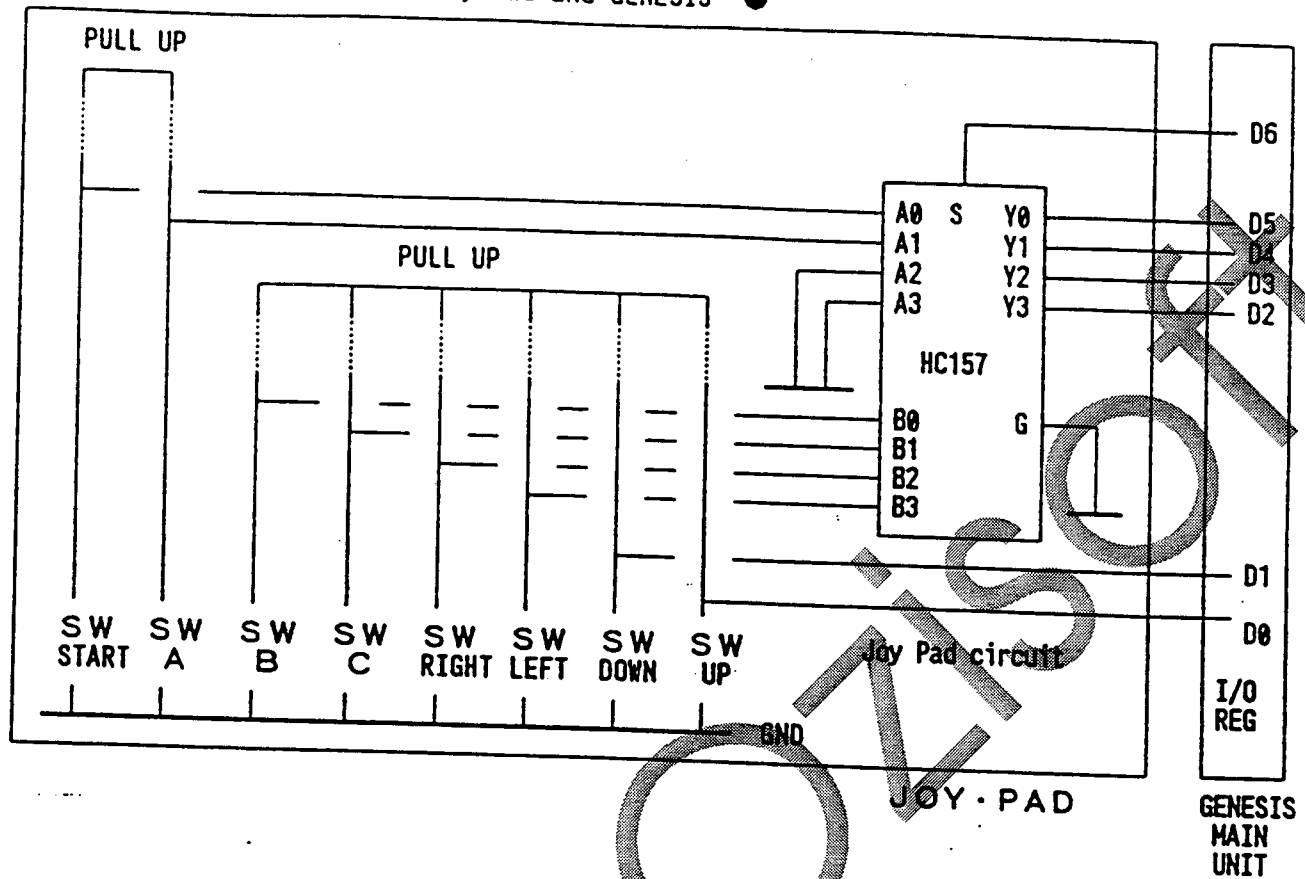 GENESIS
PULL UP
D6
A0 S Y0 D5
A1 Y1 D4
A2 Y2 D3
A3 Y3 D2
PULL UP
HC157
B0 G
B1
B2
B3
D1
D0
SW START
SW A
SW B
SW C
SW RIGHT
SW LEFT
SW DOWN
SW UP
Joy Pad circuit
I/O
REG
GND
JOY·PAD
GENESIS
MAIN
UNIT